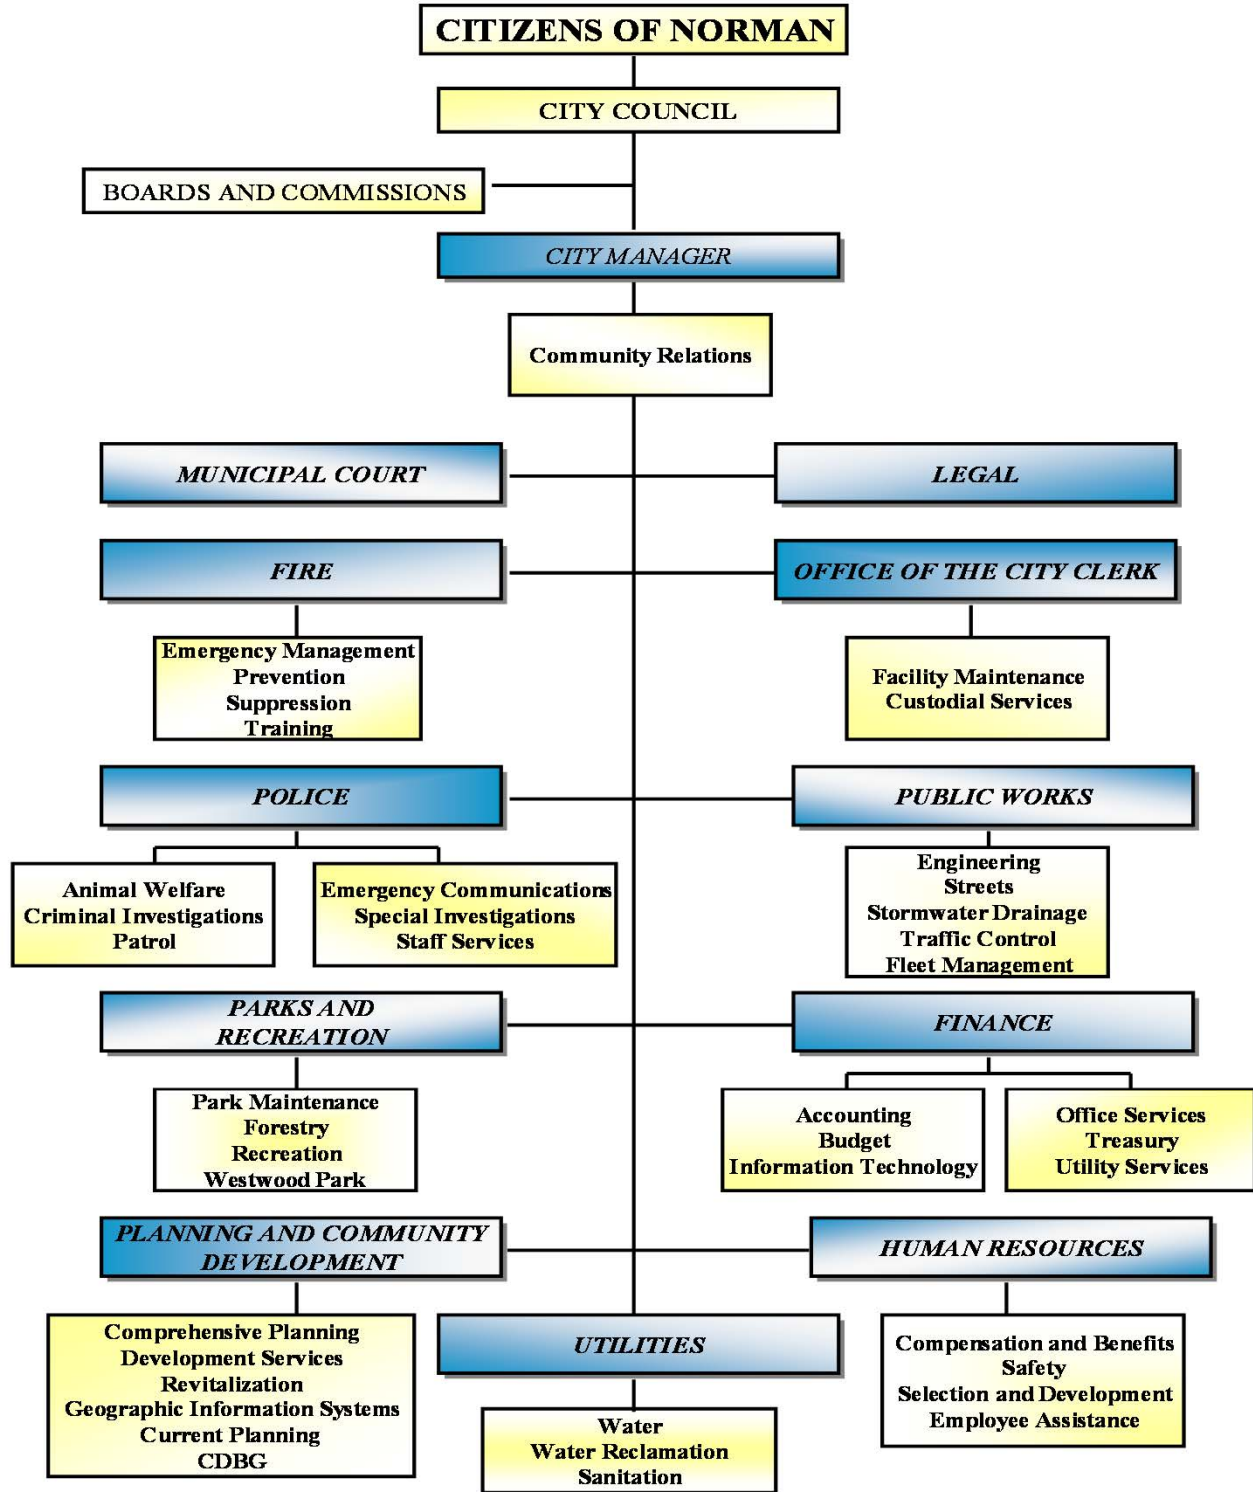 CITIZENS OF NORMAN
CITY COUNCIL
BOARDS AND COMMISSIONS
CITY MANAGER
Community Relations
MUNICIPAL COURT
LEGAL
FIRE
OFFICE OF THE CITY CLERK
Emergency Management
Prevention
Suppression
Training
Facility Maintenance
Custodial Services
POLICE
PUBLIC WORKS
Animal Welfare
Criminal Investigations
Patrol
Emergency Communications
Special Investigations
Staff Services
Engineering
Streets
Stormwater Drainage
Traffic Control
Fleet Management
PARKS AND
RECREATION
FINANCE
Park Maintenance
Forestry
Recreation
Westwood Park
Accounting
Budget
Information Technology
Office Services
Treasury
Utility Services
PLANNING AND COMMUNITY
DEVELOPMENT
HUMAN RESOURCES
Comprehensive Planning
Development Services
Revitalization
Geographic Information Systems
Current Planning
CDBG
UTILITIES
Water
Water Reclamation
Sanitation
Compensation and Benefits
Safety
Selection and Development
Employee Assistance